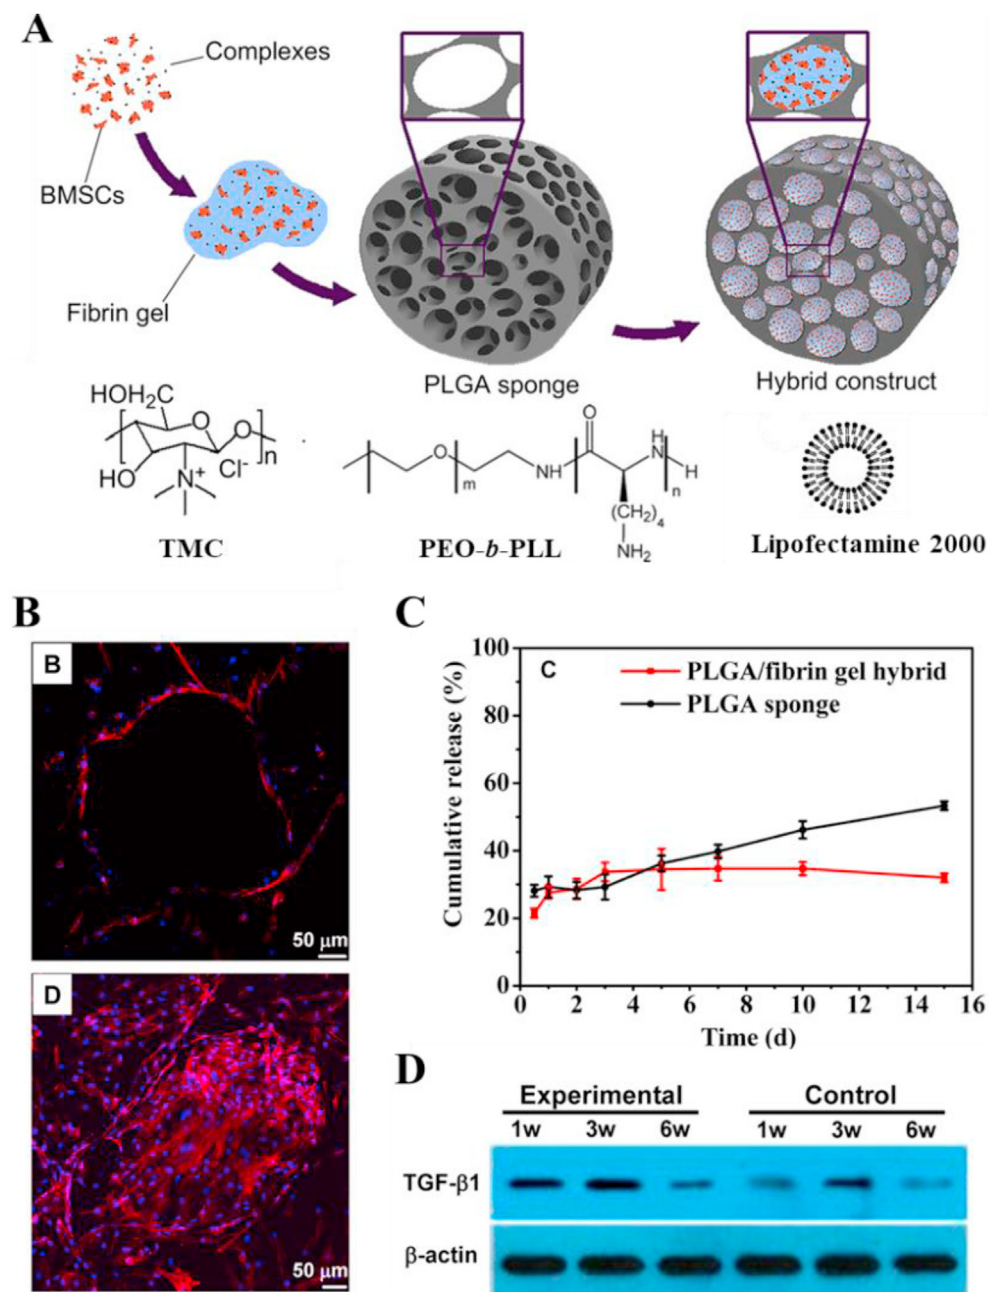 A
Complexes
BMSCs
Fibrin gel
PLGA sponge
Hybrid construct
HOH₂C
O
O
n
HO
N⁺
Cl⁻
TMC
O
m
NH
O
H
N
H
n
(CH₂)₄
NH₂
PEO-b-PLL
Lipofectamine 2000
B
B
50 μm
D
50 μm
C
C
PLGA/fibrin gel hybrid
PLGA sponge
Cumulative release (%)
100
80
60
40
20
0
0 2 4 6 8 10 12 14 16
Time (d)
D
Experimental Control
1w 3w 6w 1w 3w 6w
TGF-β1
β-actin